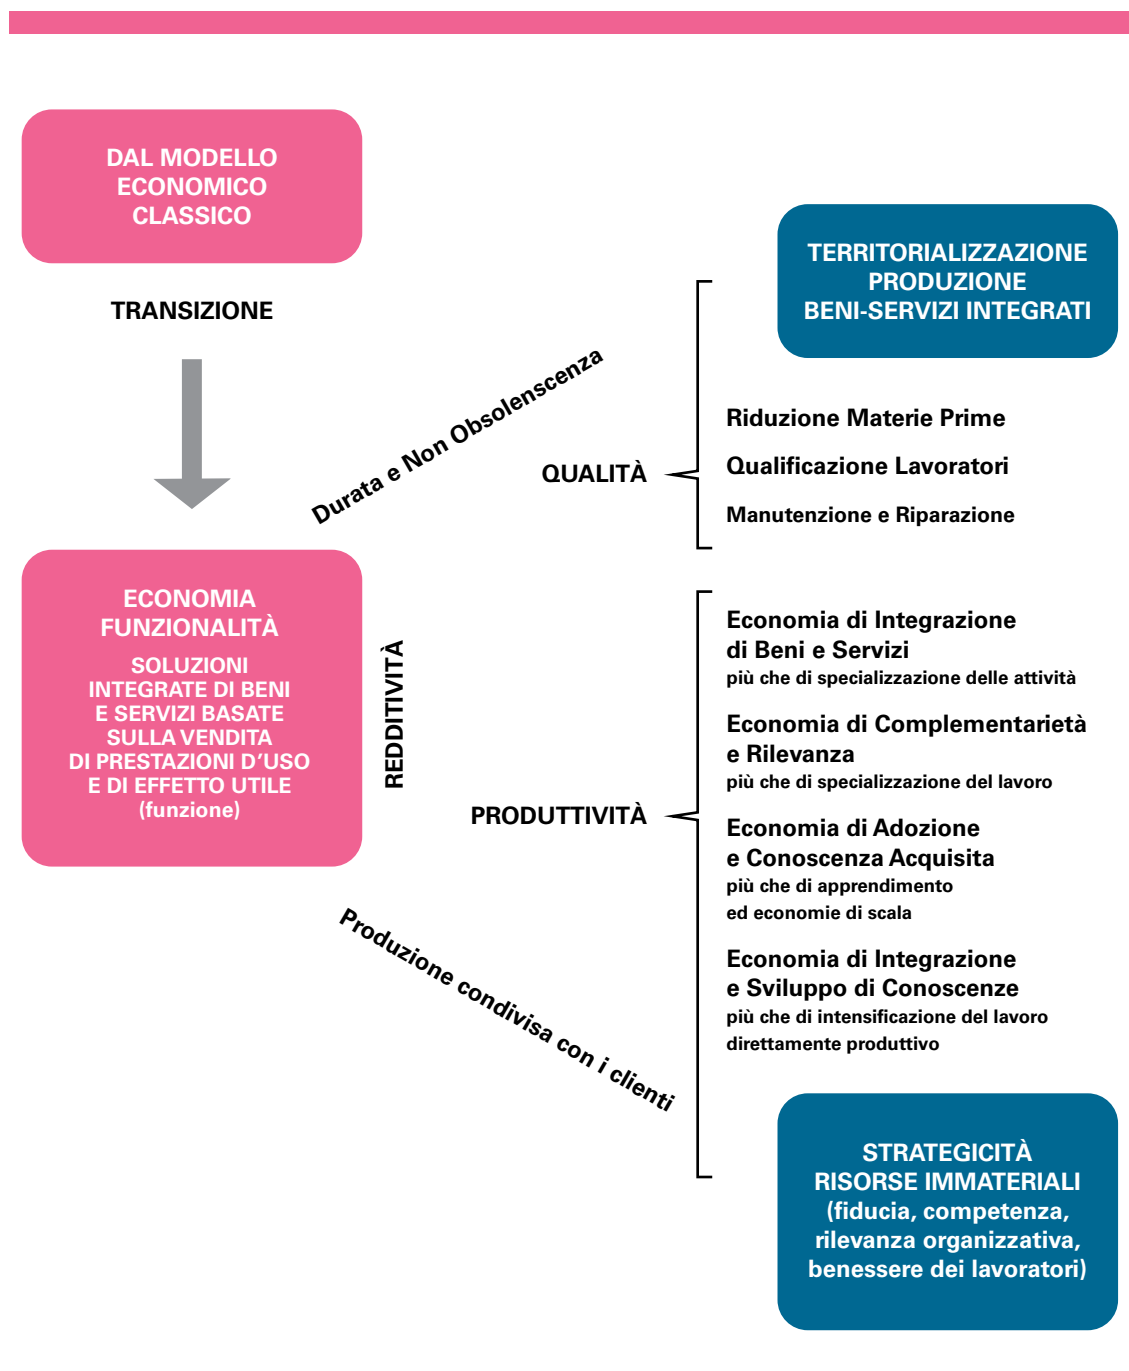 DAL MODELLO
ECONOMICO
CLASSICO
TRANSIZIONE
ECONOMIA
FUNZIONALITÀ
SOLUZIONI
INTEGRATE DI BENI
E SERVIZI BASATE
SULLA VENDITA
DI PRESTAZIONI D’USO
E DI EFFETTO UTILE
(funzione)
Durata e Non Obsolenscenza
REDDITIVITÀ
Produzione condivisa con i clienti
QUALITÀ
TERRITORIALIZZAZIONE
PRODUZIONE
BENI-SERVIZI INTEGRATI
Riduzione Materie Prime
Qualificazione Lavoratori
Manutenzione e Riparazione
PRODUTTIVITÀ
Economia di Integrazione
di Beni e Servizi
più che di specializzazione delle attività
Economia di Complementarietà
e Rilevanza
più che di specializzazione del lavoro
Economia di Adozione
e Conoscenza Acquisita
più che di apprendimento
ed economie di scala
Economia di Integrazione
e Sviluppo di Conoscenze
più che di intensificazione del lavoro
direttamente produttivo
STRATEGICITÀ
RISORSE IMMATERIALI
(fiducia, competenza,
rilevanza organizzativa,
benessere dei lavoratori)